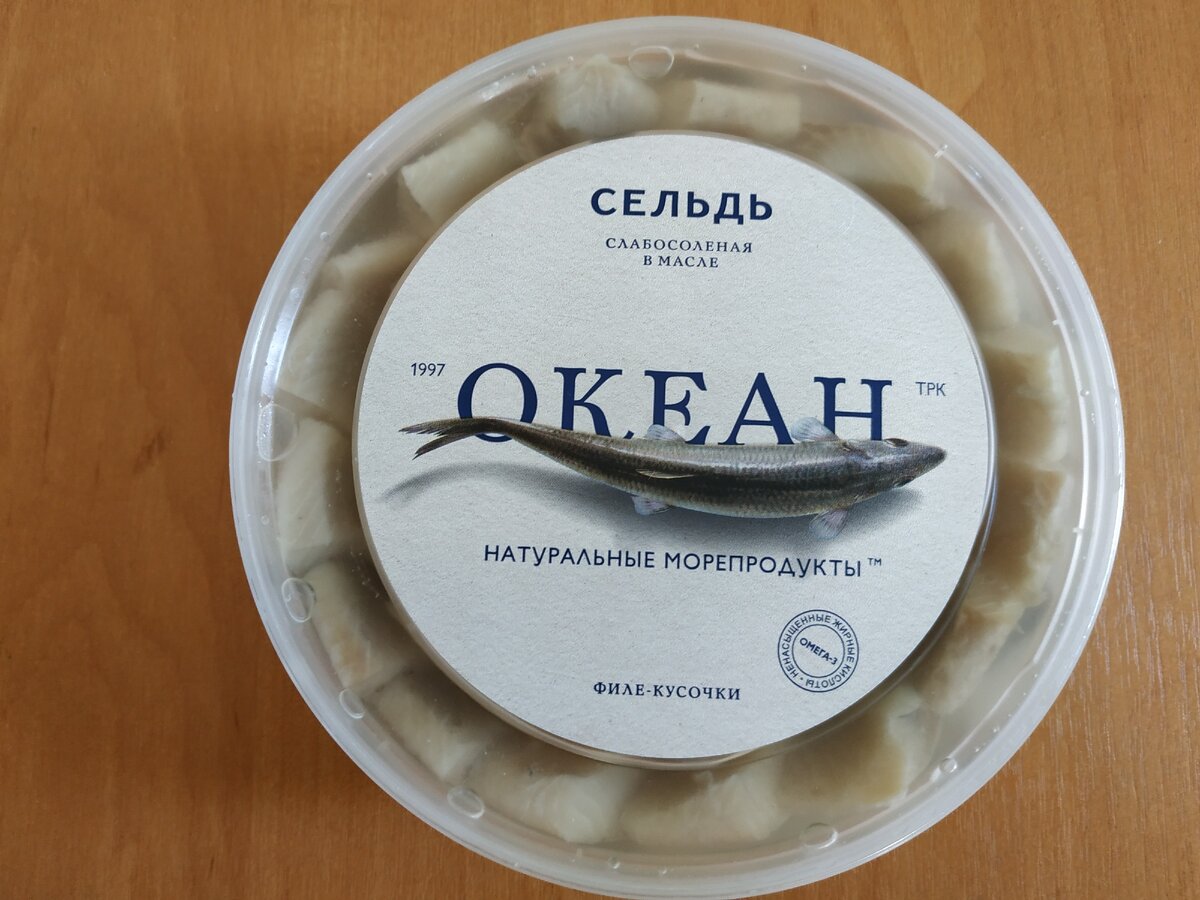 СЕЛЬДЬ
СЛАБОСОЛЕНАЯ
В МАСЛЕ
1997
ОКЕАН
ТРК
НАТУРАЛЬНЫЕ МОРЕПРОДУКТЫ™
НЕНАСЫЩЕННЫЕ ЖИРНЫЕ КИСЛОТЫ •
ОМЕГА-3
ФИЛЕ-КУСОЧКИ